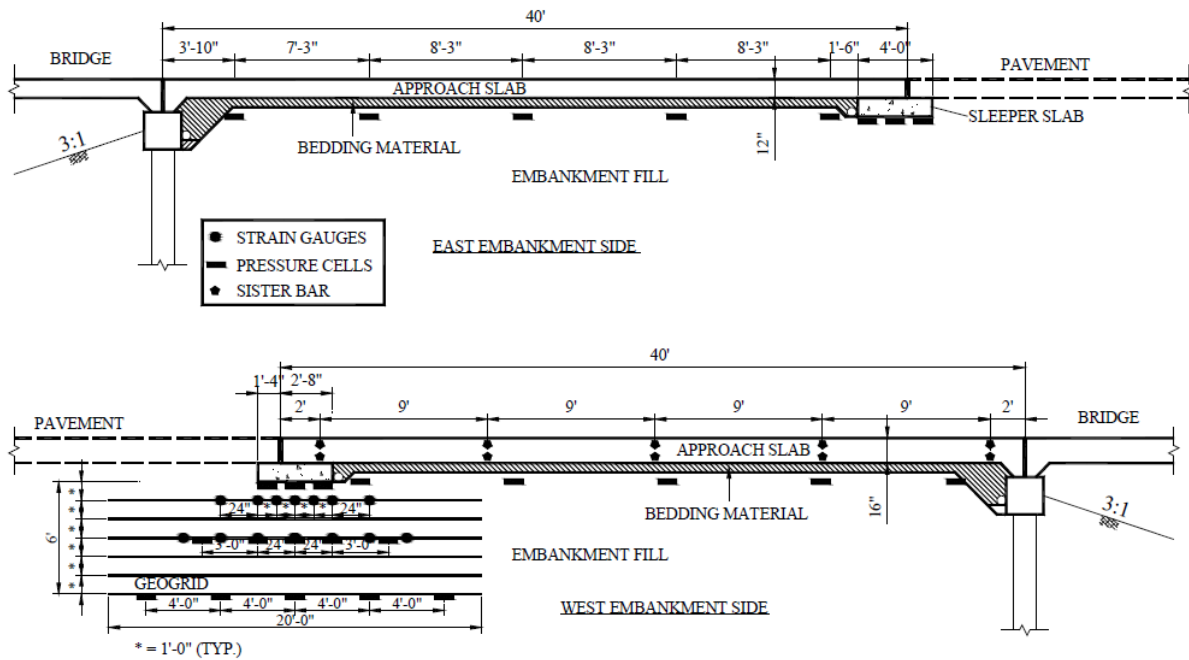 40'
3'-10"
7'-3"
8'-3"
8'-3"
8'-3"
1'-6"
4'-0"
BRIDGE
PAVEMENT
APPROACH SLAB
SLEEPER SLAB
3:1
BEDDING MATERIAL
12"
EMBANKMENT FILL
STRAIN GAUGES
PRESSURE CELLS
SISTER BAR
EAST EMBANKMENT SIDE
40'
1'-4"
2'-8"
2'
9'
9'
9'
9'
2'
PAVEMENT
BRIDGE
APPROACH SLAB
16"
3:1
BEDDING MATERIAL
24" * * * * 24"
6'
* * * * * *
3'-0" 24" 24" 3'-0"
EMBANKMENT FILL
GEOGRID
4'-0" 4'-0" 4'-0" 4'-0"
20'-0"
WEST EMBANKMENT SIDE
* = 1'-0" (TYP.)